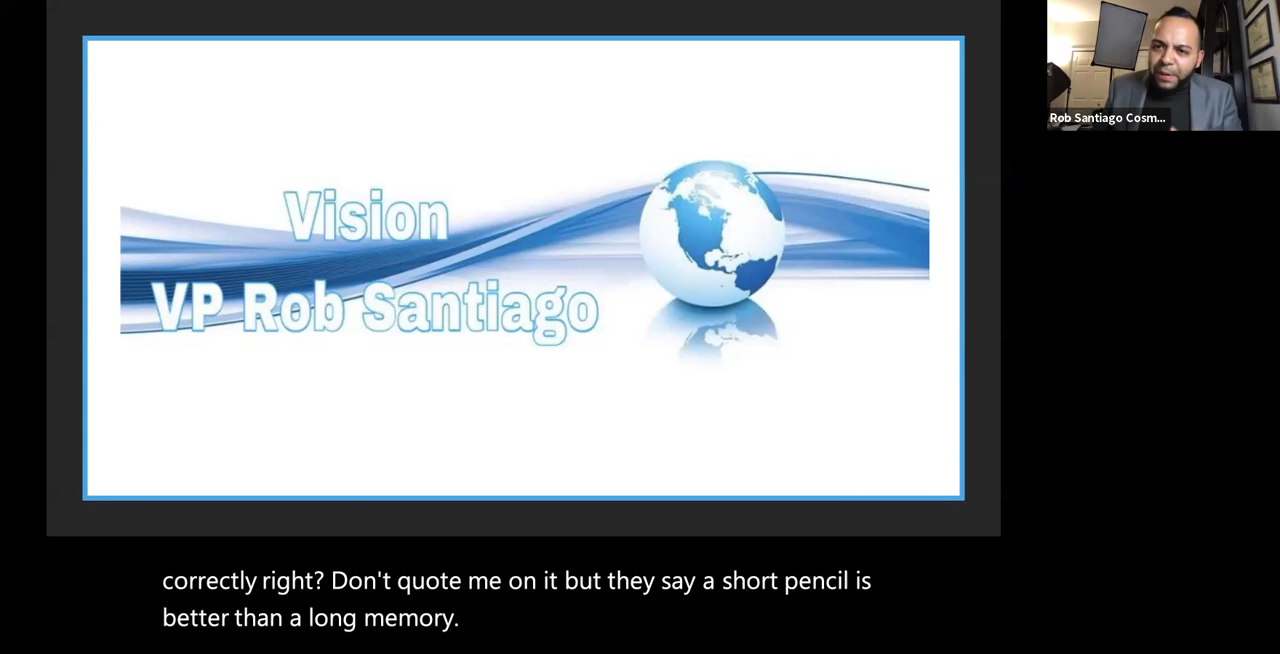 Vision
VP Rob Santiago
Rob Santiago Cosm...
correctly right? Don't quote me on it but they say a short pencil is
better than a long memory.